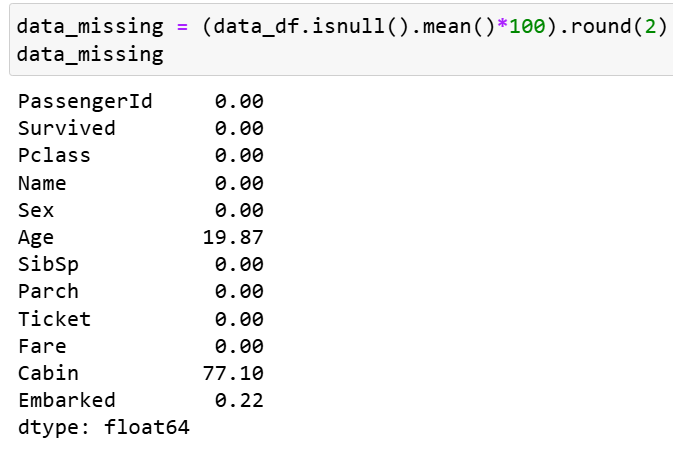 data_missing = (data_df.isnull().mean()*100).round(2)
data_missing
PassengerId     0.00
Survived        0.00
Pclass          0.00
Name            0.00
Sex             0.00
Age            19.87
SibSp           0.00
Parch           0.00
Ticket          0.00
Fare            0.00
Cabin          77.10
Embarked        0.22
dtype: float64